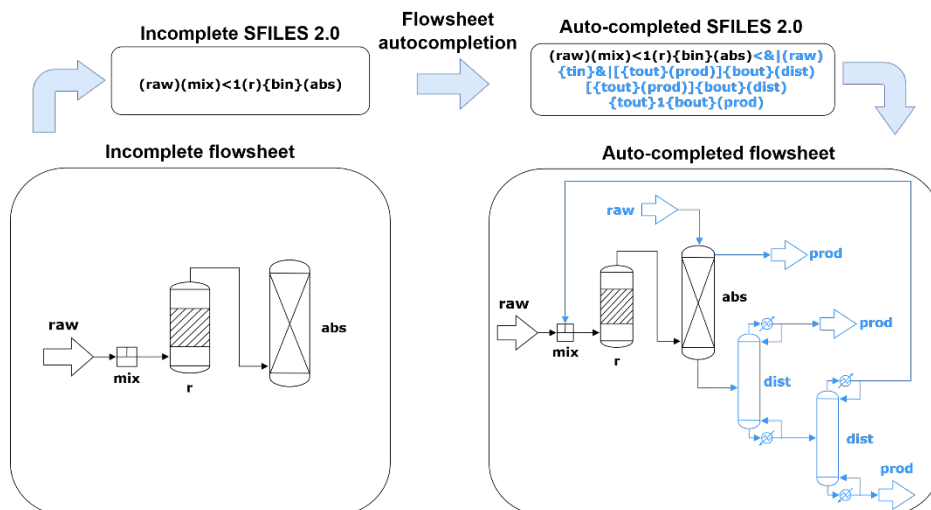 Incomplete SFILES 2.0
(raw)(mix)<1(r){bin}(abs)
Flowsheet
autocompletion
Auto-completed SFILES 2.0
(raw)(mix)<1(r){bin}(abs)<&|(raw)
{tin}&|[{tout}(prod)]{bout}(dist)
[{tout}(prod)]{bout}(dist)
{tout}1{bout}(prod)
Incomplete flowsheet
raw
mix
r
abs
Auto-completed flowsheet
raw
prod
raw
mix
r
abs
prod
dist
dist
prod